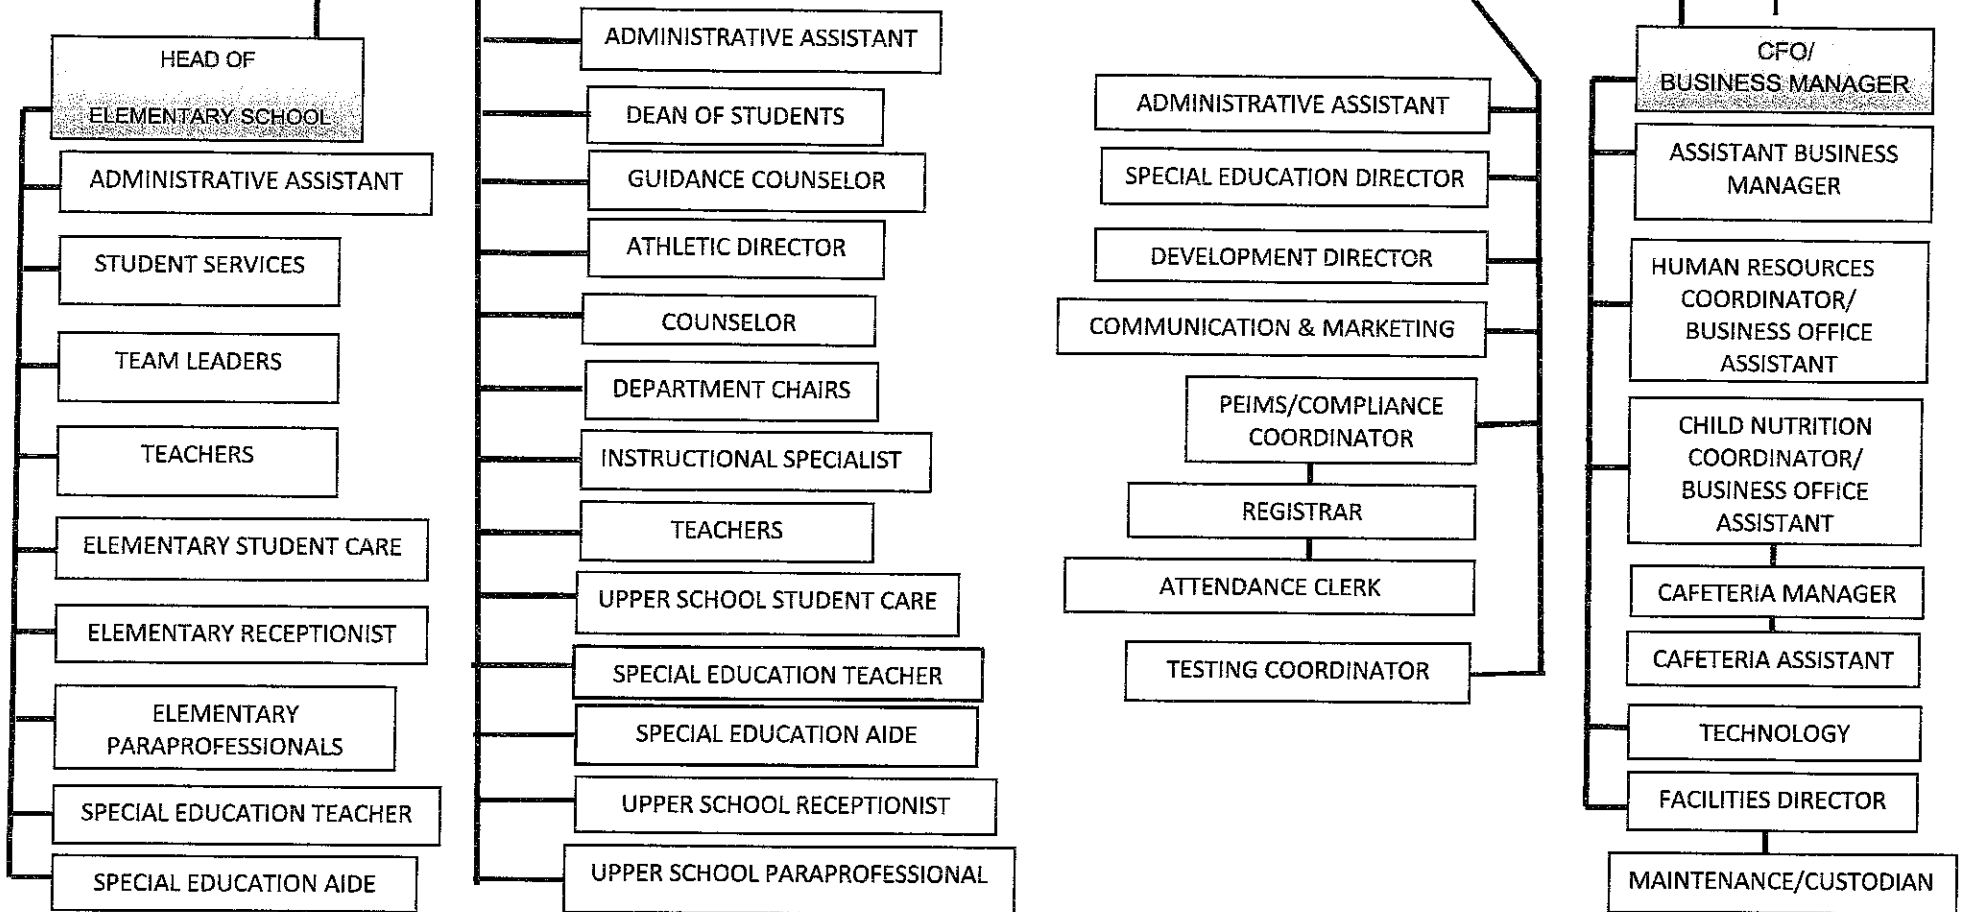 HEAD OF
ELEMENTARY SCHOOL
ADMINISTRATIVE ASSISTANT
STUDENT SERVICES
TEAM LEADERS
TEACHERS
ELEMENTARY STUDENT CARE
ELEMENTARY RECEPTIONIST
ELEMENTARY
PARAPROFESSIONALS
SPECIAL EDUCATION TEACHER
SPECIAL EDUCATION AIDE
ADMINISTRATIVE ASSISTANT
DEAN OF STUDENTS
GUIDANCE COUNSELOR
ATHLETIC DIRECTOR
COUNSELOR
DEPARTMENT CHAIRS
INSTRUCTIONAL SPECIALIST
TEACHERS
UPPER SCHOOL STUDENT CARE
SPECIAL EDUCATION TEACHER
SPECIAL EDUCATION AIDE
UPPER SCHOOL RECEPTIONIST
UPPER SCHOOL PARAPROFESSIONAL
ADMINISTRATIVE ASSISTANT
SPECIAL EDUCATION DIRECTOR
DEVELOPMENT DIRECTOR
COMMUNICATION & MARKETING
PEIMS/COMPLIANCE
COORDINATOR
REGISTRAR
ATTENDANCE CLERK
TESTING COORDINATOR
CFO/
BUSINESS MANAGER
ASSISTANT BUSINESS
MANAGER
HUMAN RESOURCES
COORDINATOR/
BUSINESS OFFICE
ASSISTANT
CHILD NUTRITION
COORDINATOR/
BUSINESS OFFICE
ASSISTANT
CAFETERIA MANAGER
CAFETERIA ASSISTANT
TECHNOLOGY
FACILITIES DIRECTOR
MAINTENANCE/CUSTODIAN